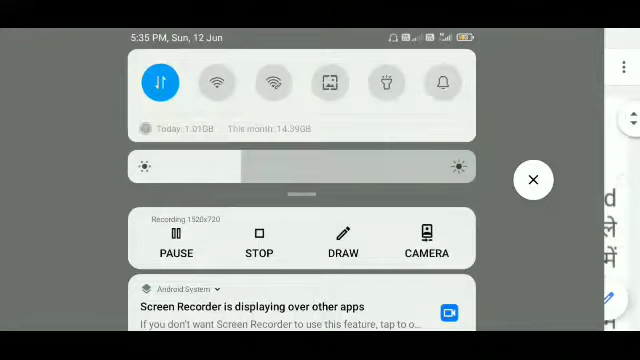 5:35 PM, Sun, 12 Jun
Today: 1.01GB This month: 14.39GB
Recording 1520x720
PAUSE STOP DRAW CAMERA
Android System
Screen Recorder is displaying over other apps
If you don't want Screen Recorder to use this feature, tap to o...
d
ले
में